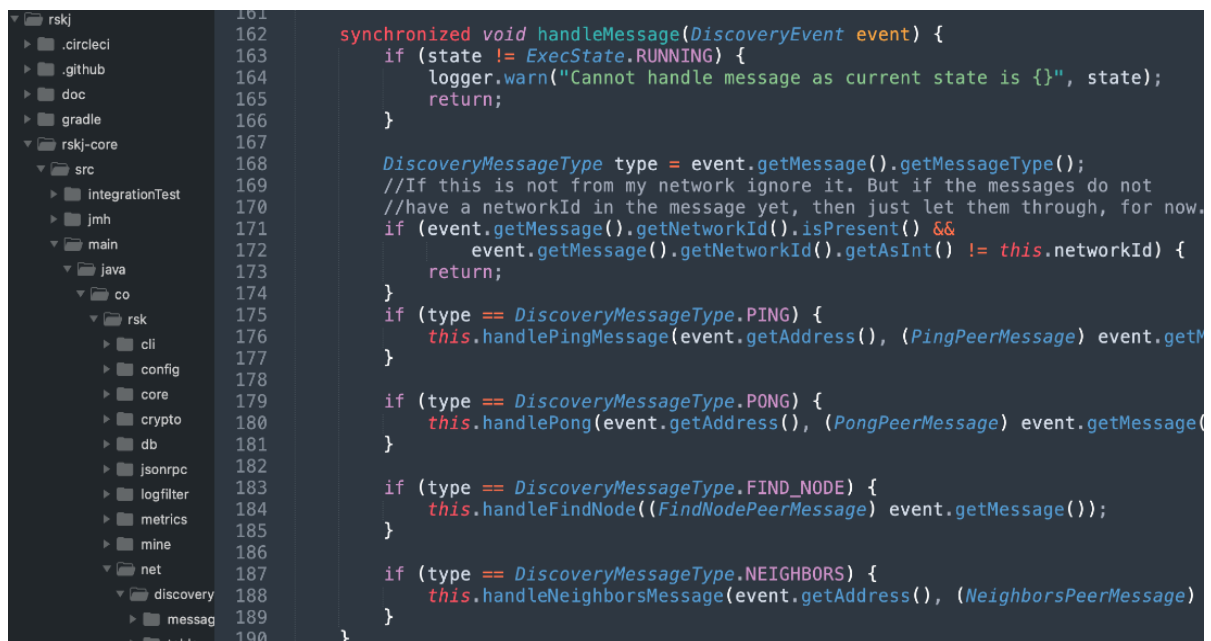 rskj
.circleci
.github
doc
gradle
rskj-core
src
integrationTest
jmh
main
java
co
rsk
cli
config
core
crypto
db
jsonrpc
logfilter
metrics
mine
net
discovery
messag
161
162 synchronized void handleMessage(DiscoveryEvent event) {
163 if (state != ExecState.RUNNING) {
164 logger.warn("Cannot handle message as current state is {}", state);
165 return;
166 }
167
168 DiscoveryMessageType type = event.getMessage().getMessageType();
169 //If this is not from my network ignore it. But if the messages do not
170 //have a networkId in the message yet, then just let them through, for now.
171 if (event.getMessage().getNetworkId().isPresent() &&
172 event.getMessage().getNetworkId().getAsInt() != this.networkId) {
173 return;
174 }
175 if (type == DiscoveryMessageType.PING) {
176 this.handlePingMessage(event.getAddress(), (PingPeerMessage) event.getM
177 }
178
179 if (type == DiscoveryMessageType.PONG) {
180 this.handlePong(event.getAddress(), (PongPeerMessage) event.getMessage(
181 }
182
183 if (type == DiscoveryMessageType.FIND_NODE) {
184 this.handleFindNode((FindNodePeerMessage) event.getMessage());
185 }
186
187 if (type == DiscoveryMessageType.NEIGHBORS) {
188 this.handleNeighborsMessage(event.getAddress(), (NeighborsPeerMessage)
189 }
190 }